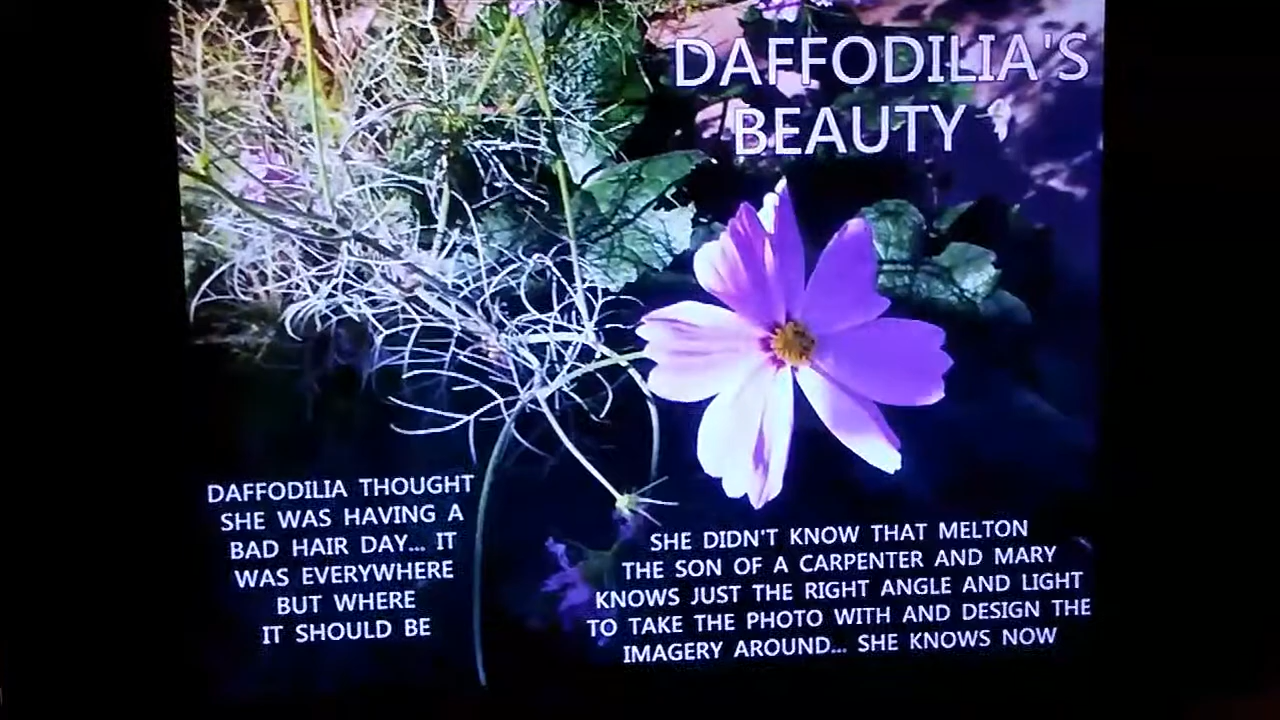 DAFFODILIA'S
BEAUTY
DAFFODILIA THOUGHT
SHE WAS HAVING A
BAD HAIR DAY... IT
WAS EVERYWHERE
BUT WHERE
IT SHOULD BE
SHE DIDN'T KNOW THAT MELTON
THE SON OF A CARPENTER AND MARY
KNOWS JUST THE RIGHT ANGLE AND LIGHT
TO TAKE THE PHOTO WITH AND DESIGN THE
IMAGERY AROUND... SHE KNOWS NOW